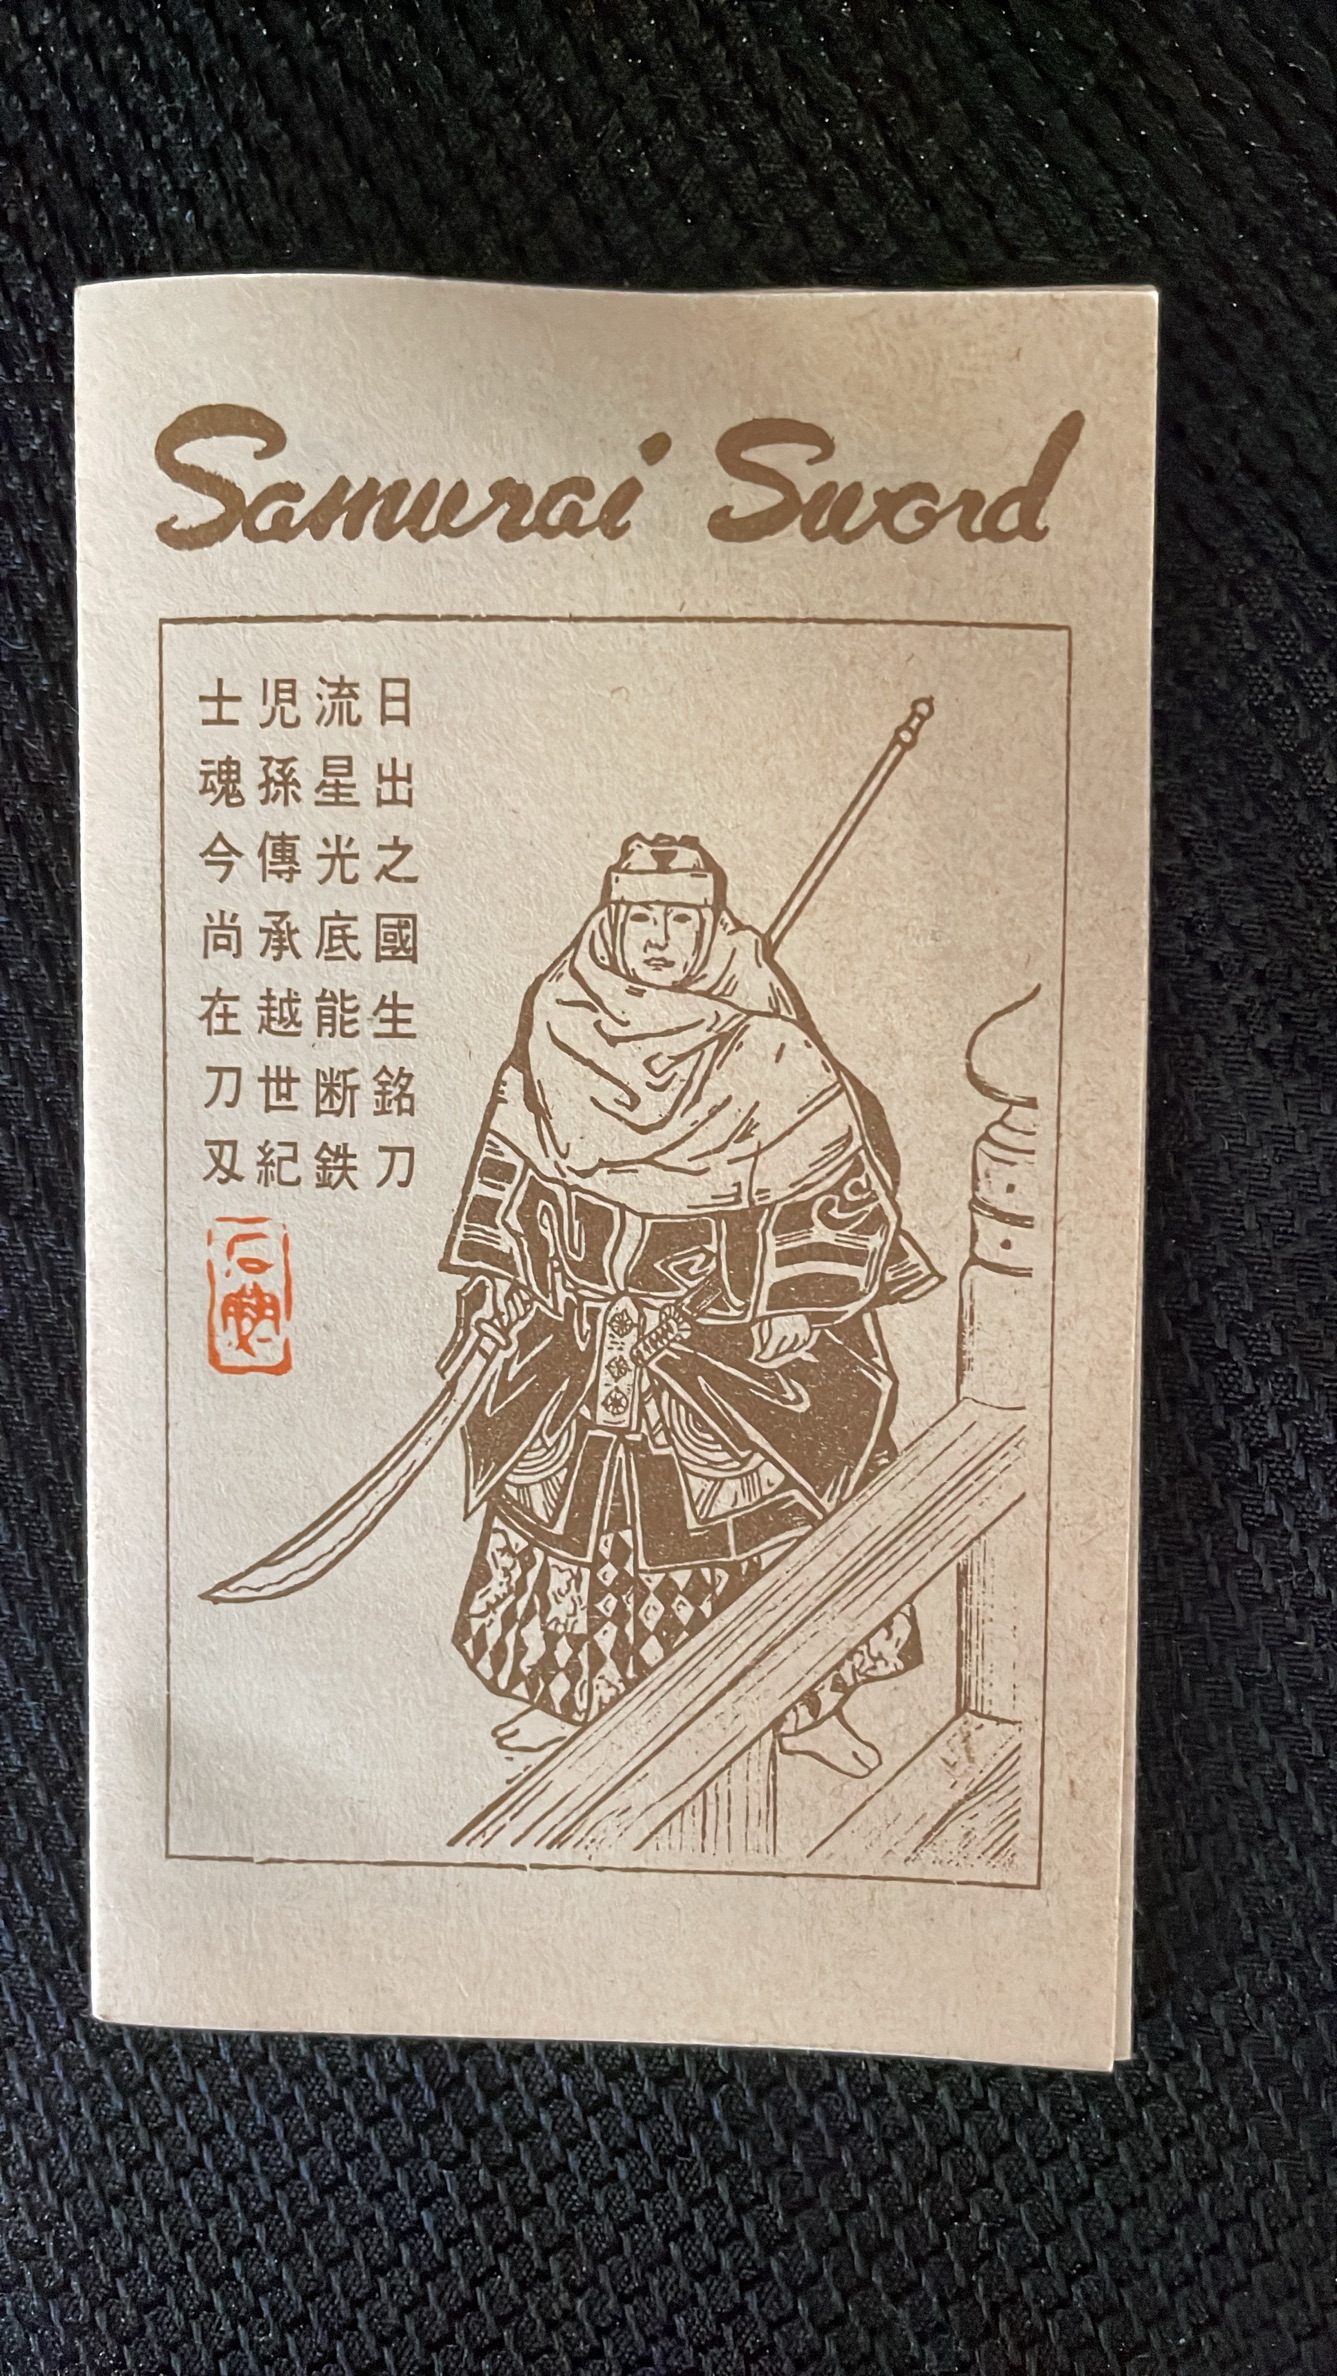 Samurai Sword
日出之國生銘刀
流星光底能断鉄
児孫傳承越世紀
士魂今尚在刀刄